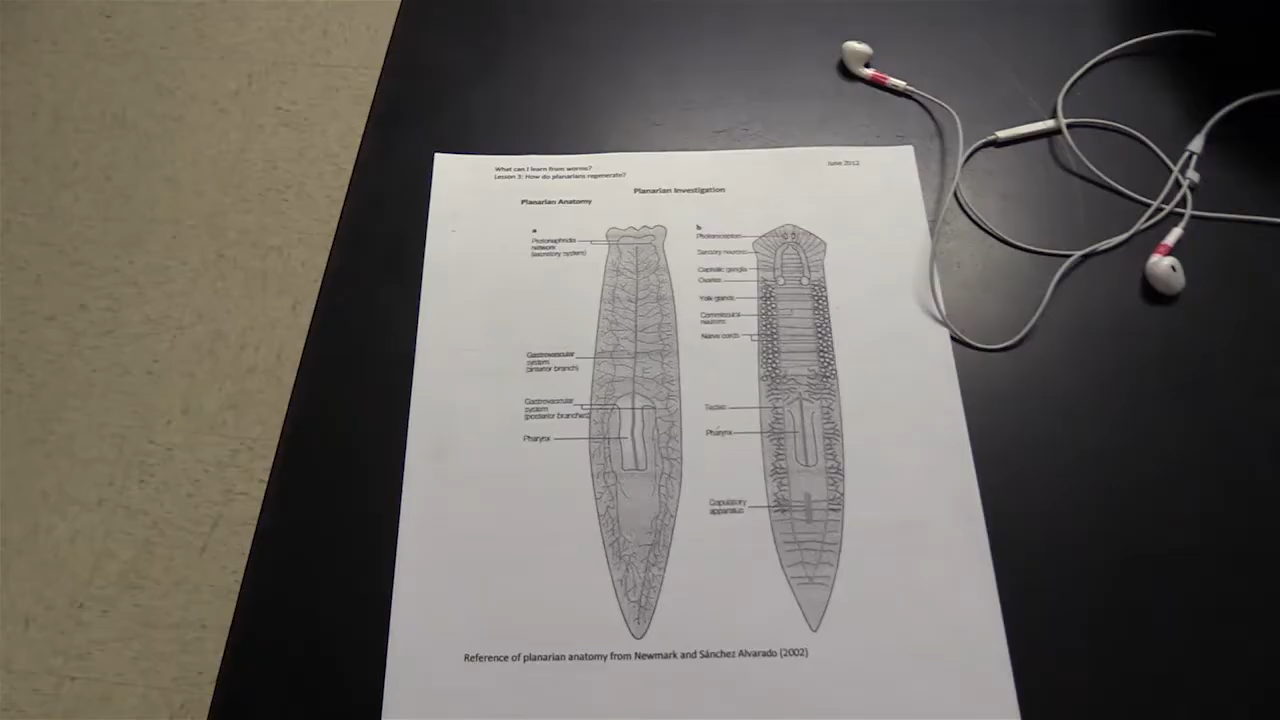 What can I learn from worms?
June 2012
Lesson 3: How do planarians regenerate?
Planarian Investigation
Planarian Anatomy
a
Protonephridia
network
(excretory system)
Gastrovascular
system
(anterior branch)
Gastrovascular
system
(posterior branches)
Pharynx
b
Photoreceptors
Sensory neurons
Cephalic ganglia
Ovaries
Yolk glands
Commissural
neurons
Nerve cords
Testes
Pharynx
Copulatory
apparatus
Reference of planarian anatomy from Newmark and Sánchez Alvarado (2002)